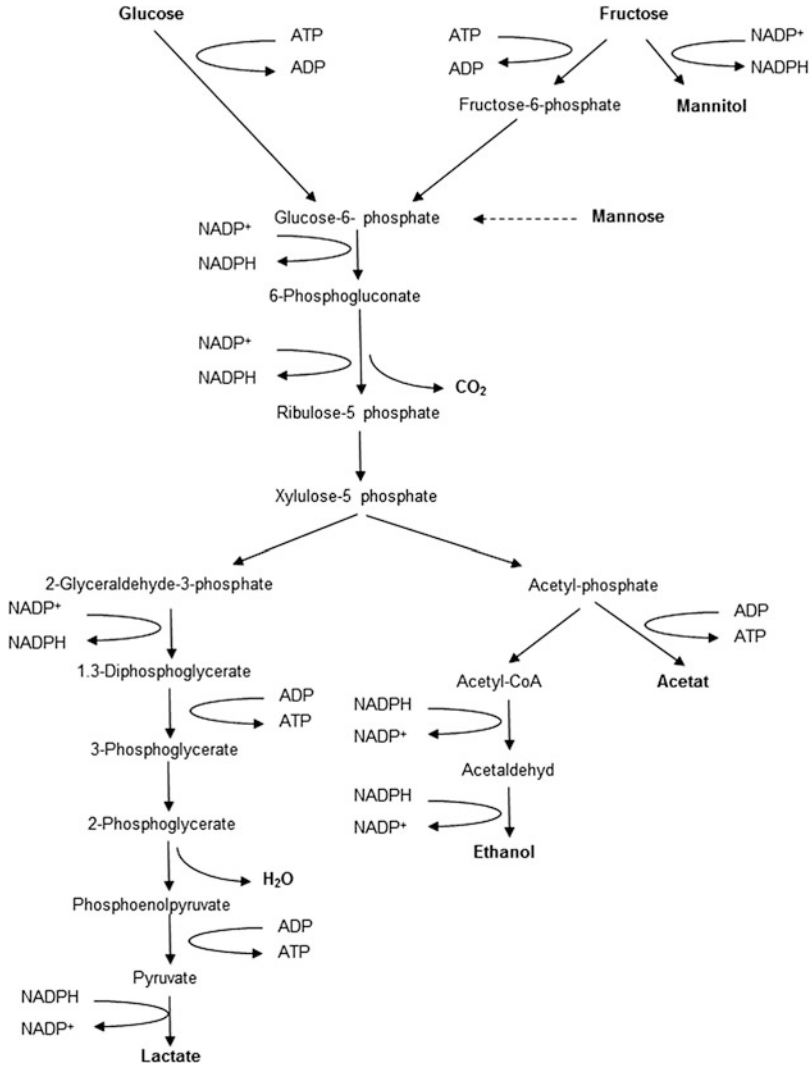 Glucose
Fructose
ATP
ADP
ATP
ADP
NADP+
NADPH
Fructose-6-phosphate
Mannitol
Glucose-6- phosphate
Mannose
NADP+
NADPH
6-Phosphogluconate
NADP+
NADPH
CO₂
Ribulose-5 phosphate
Xylulose-5 phosphate
2-Glyceraldehyde-3-phosphate
Acetyl-phosphate
NADP+
NADPH
ADP
ATP
1.3-Diphosphoglycerate
Acetyl-CoA
Acetat
ADP
ATP
NADPH
NADP+
3-Phosphoglycerate
Acetaldehyd
NADPH
NADP+
2-Phosphoglycerate
Ethanol
H₂O
Phosphoenolpyruvate
ADP
ATP
Pyruvate
NADPH
NADP+
Lactate